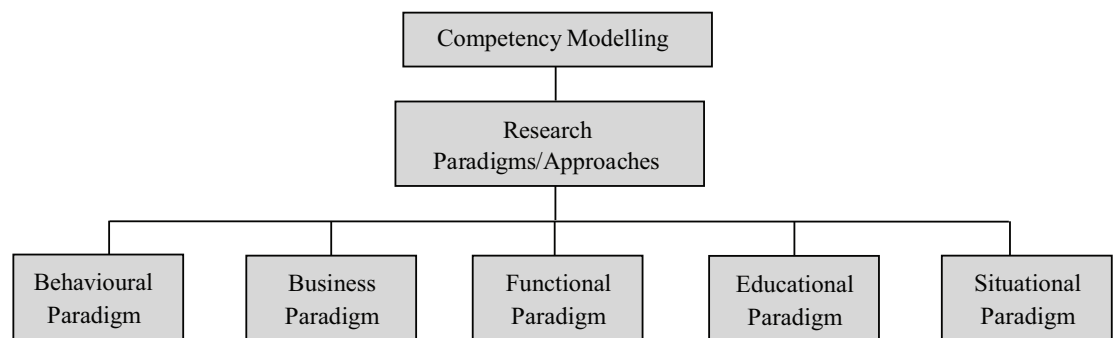 Competency Modelling
Research
Paradigms/Approaches
Behavioural
Paradigm
Business
Paradigm
Functional
Paradigm
Educational
Paradigm
Situational
Paradigm